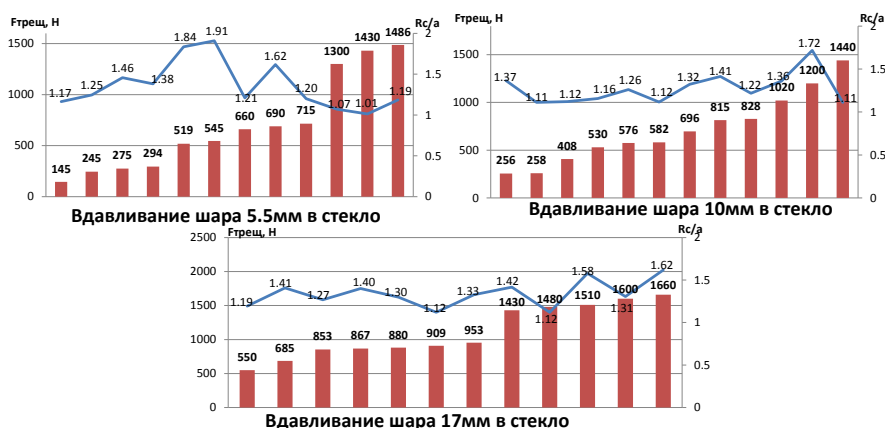 Fтрещ, Н Rc/a
1.17 1.25 1.46 1.38 1.84 1.91 1.21 1.62 1.20 1.07 1.01 1.19
145 245 275 294 519 545 660 690 715 1300 1430 1486
1500 1000 500 0
2 1.5 1 0.5 0
Вдавливание шара 5.5мм в стекло
Fтрещ, Н Rc/a
1.37 1.11 1.12 1.16 1.26 1.12 1.32 1.41 1.22 1.36 1.72 1.11
256 258 408 530 576 582 696 815 828 1020 1200 1440
1500 1000 500 0
2 1.5 1 0.5 0
Вдавливание шара 10мм в стекло
Fтрещ, Н Rc/a
1.19 1.41 1.27 1.40 1.30 1.12 1.33 1.42 1.12 1.58 1.31 1.62
550 685 853 867 880 909 953 1430 1480 1510 1600 1660
2500 2000 1500 1000 500 0
2 1.5 1 0.5 0
Вдавливание шара 17мм в стекло